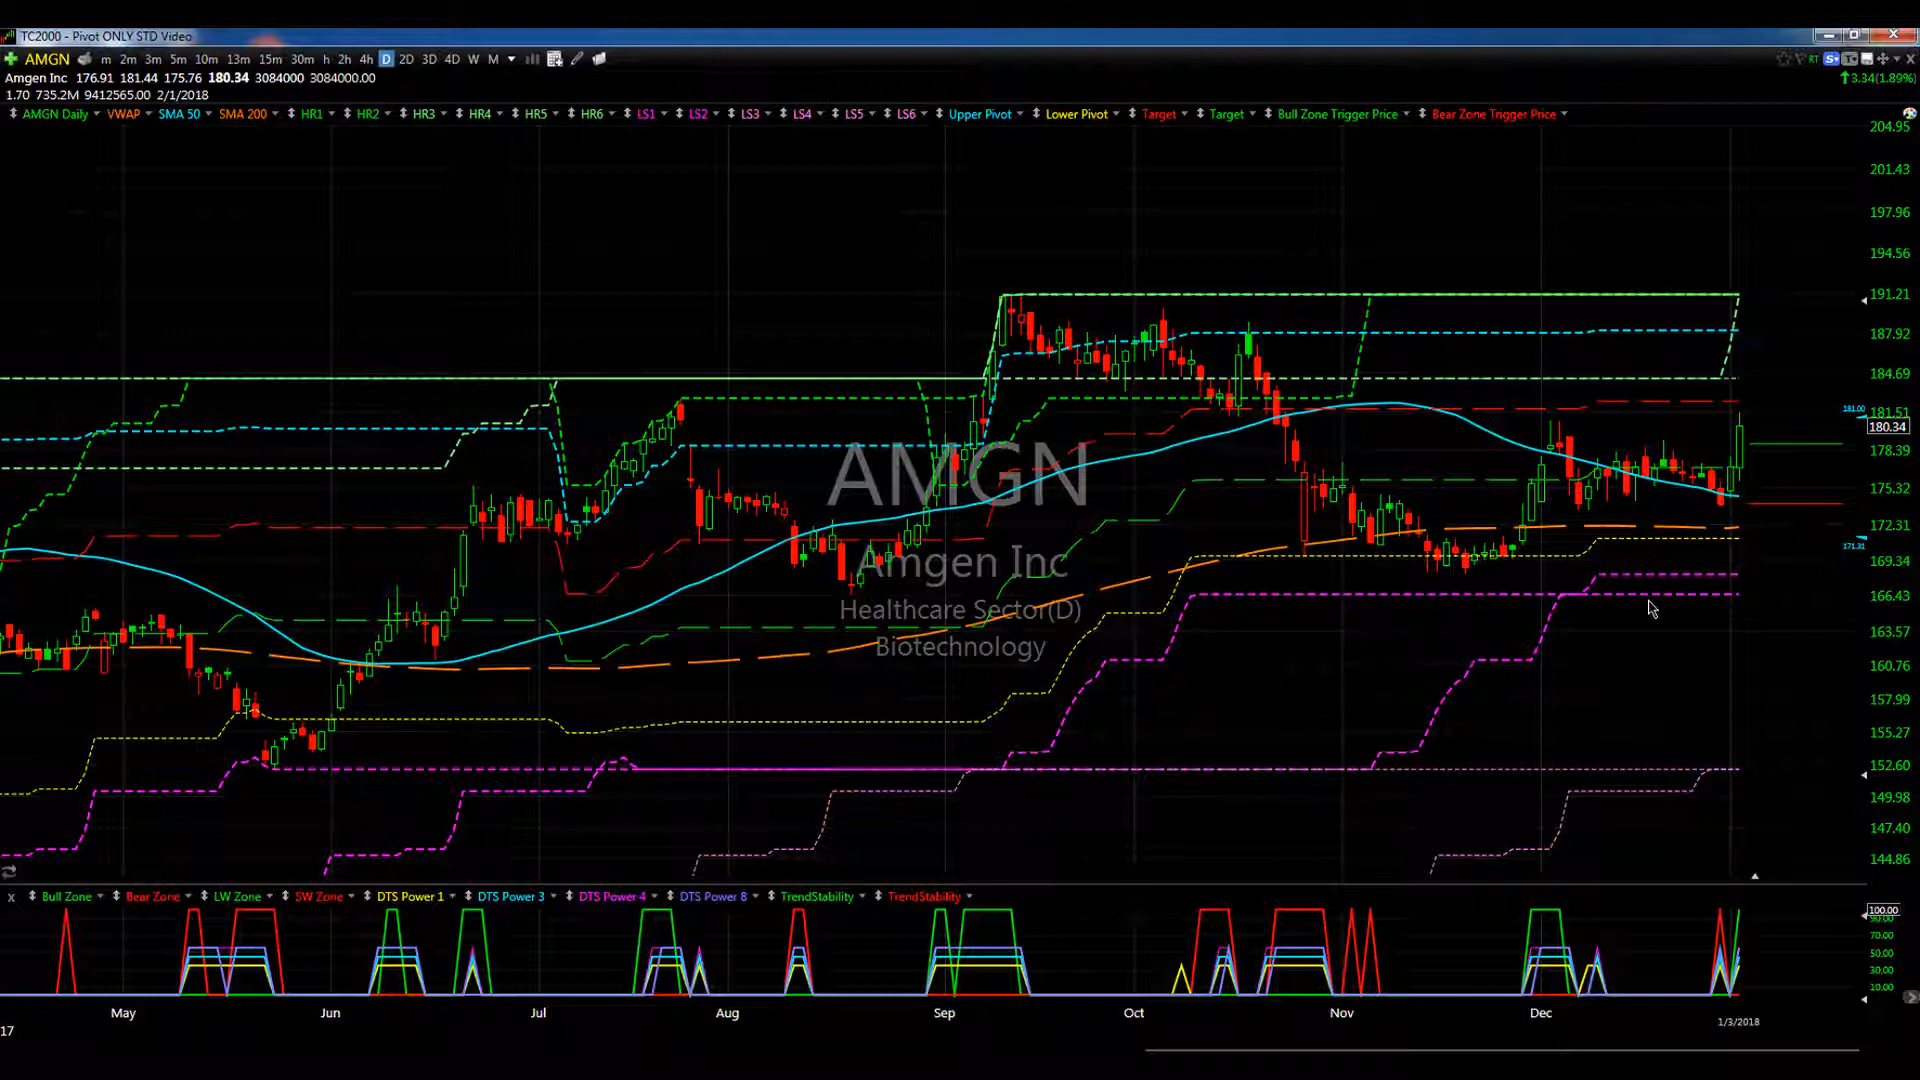 TC2000 - Pivot ONLY STD Video
AMGN m 2m 3m 5m 10m 13m 15m 30m h 2h 4h D 2D 3D 4D W M
RT S
Amgen Inc 176.91 181.44 175.76 180.34 3084000 3084000.00
3.34(1.89%)
1.70 735.2M 9412565.00 2/1/2018
AMGN Daily VWAP SMA 50 SMA 200 HR1 HR2 HR3 HR4 HR5 HR6 LS1 LS2 LS3 LS4 LS5 LS6 Upper Pivot Lower Pivot Target Target Bull Zone Trigger Price Bear Zone Trigger Price
204.95
201.43
197.96
194.56
191.21
187.92
184.69
181.00
181.51
180.34
178.39
175.32
172.31
171.31
169.34
166.43
163.57
160.76
157.99
155.27
152.60
149.98
147.40
144.86
AMGN
Amgen Inc
Healthcare Sector(D)
Biotechnology
x Bull Zone Bear Zone LW Zone SW Zone DTS Power 1 DTS Power 3 DTS Power 4 DTS Power 8 TrendStability TrendStability
100.00
90.00
70.00
50.00
30.00
10.00
May Jun Jul Aug Sep Oct Nov Dec
17
1/3/2018